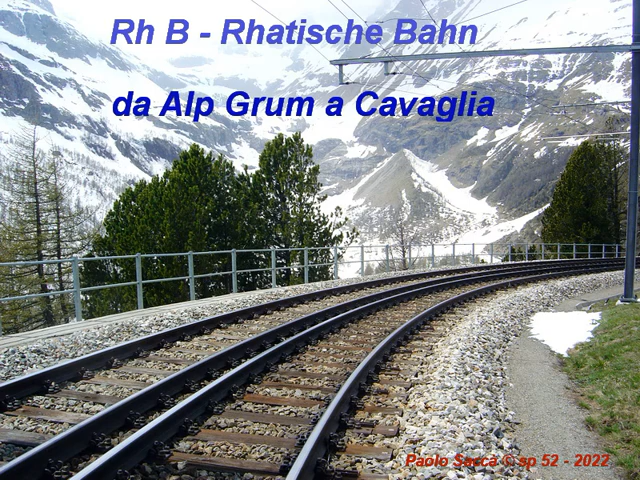 Rh B - Rhatische Bahn
da Alp Grum a Cavaglia
Paolo Sacca © sp 52 - 2022